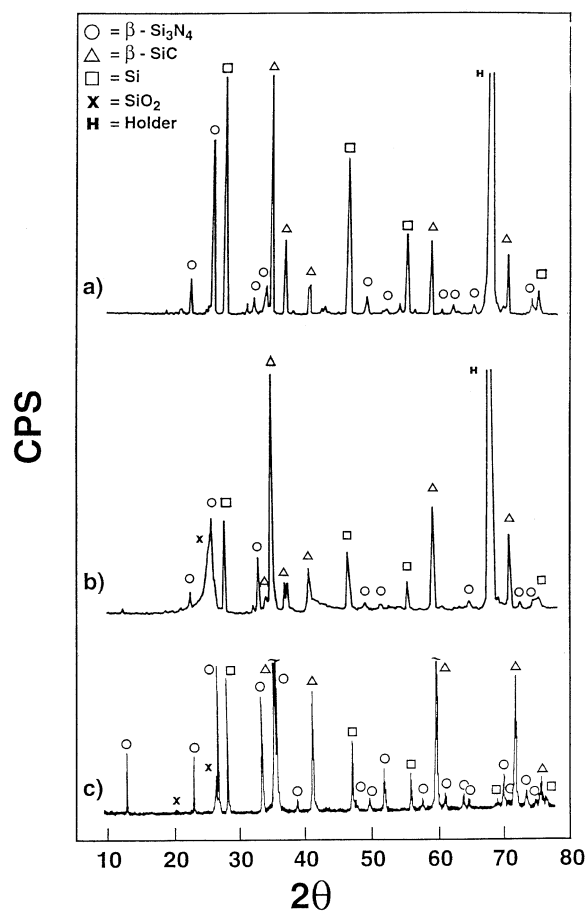 ○ = β - Si₃N₄
△ = β - SiC
□ = Si
x = SiO₂
H = Holder
H
a)
H
x
b)
x
x
c)
CPS
10 20 30 40 50 60 70 80
2θ